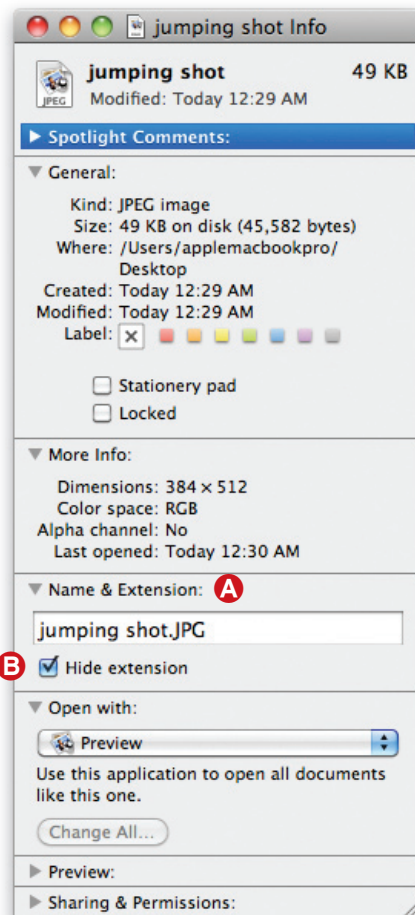 jumping shot Info
JPEG
jumping shot 49 KB
Modified: Today 12:29 AM
Spotlight Comments:
General:
Kind: JPEG image
Size: 49 KB on disk (45,582 bytes)
Where: /Users/applemacbookpro/
Desktop
Created: Today 12:29 AM
Modified: Today 12:29 AM
Label:
Stationery pad
Locked
More Info:
Dimensions: 384 × 512
Color space: RGB
Alpha channel: No
Last opened: Today 12:30 AM
Name & Extension: A
jumping shot.JPG
B Hide extension
Open with:
Preview
Use this application to open all documents
like this one.
Change All...
Preview:
Sharing & Permissions: